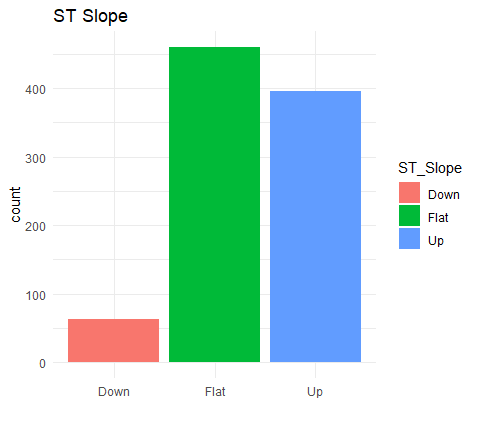 ST Slope
count
400
300
200
100
0
Down
Flat
Up
ST_Slope
Down
Flat
Up